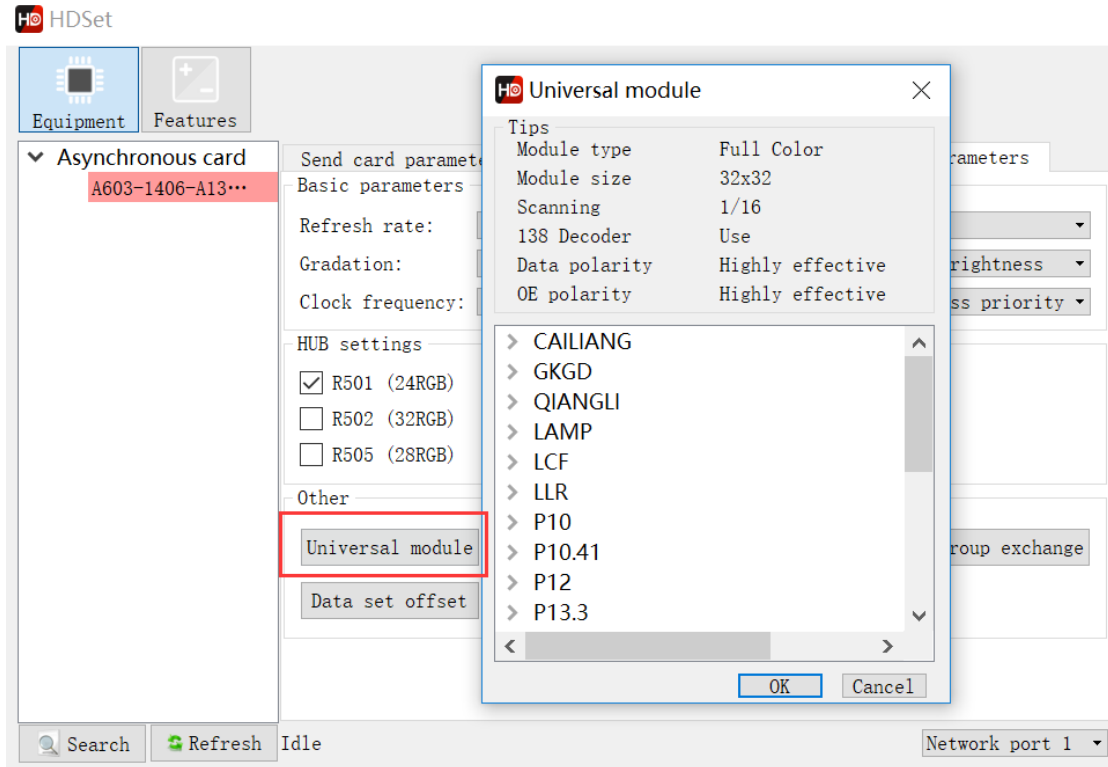 HD HDSet
Equipment
Features
Asynchronous card
A603-1406-A13···
Send card paramet
rameters
Basic parameters
Refresh rate:
Gradation:
rightness
Clock frequency:
ss priority
HUB settings
R501 (24RGB)
R502 (32RGB)
R505 (28RGB)
Other
Universal module
roup exchange
Data set offset
HD Universal module
Tips
Module type Full Color
Module size 32x32
Scanning 1/16
138 Decoder Use
Data polarity Highly effective
OE polarity Highly effective
CAILIANG
GKGD
QIANGLI
LAMP
LCF
LLR
P10
P10.41
P12
P13.3
OK Cancel
Search Refresh Idle
Network port 1